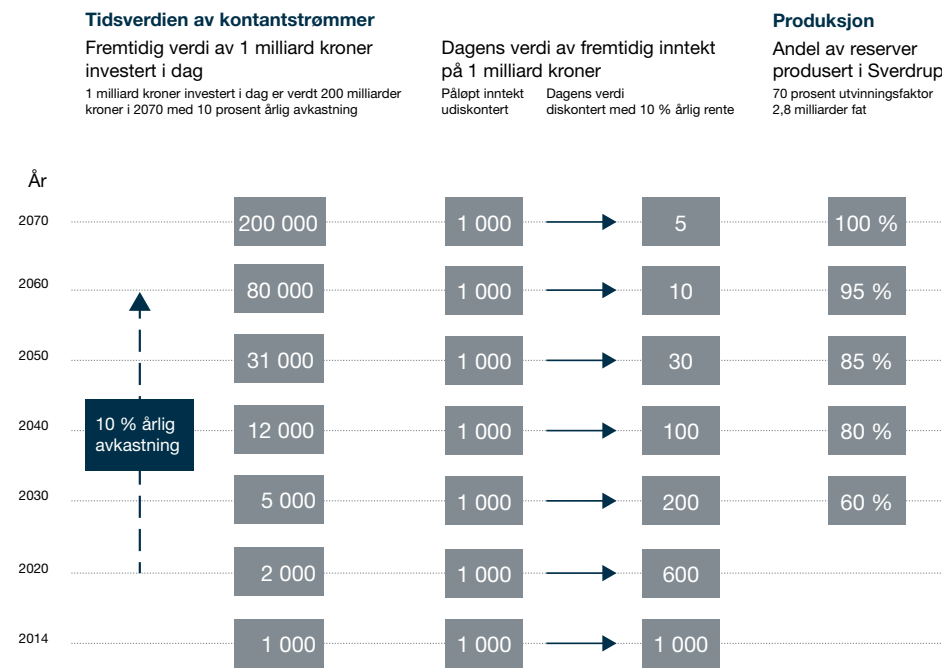 Tidsverdien av kontantstrømmer
Fremtidig verdi av 1 milliard kroner
investert i dag
1 milliard kroner investert i dag er verdt 200 milliarder
kroner i 2070 med 10 prosent årlig avkastning
Dagens verdi av fremtidig inntekt
på 1 milliard kroner
Påløpt inntekt
udiskontert
Dagens verdi
diskontert med 10 % årlig rente
Produksjon
Andel av reserver
produsert i Sverdrup
70 prosent utvinningsfaktor
2,8 milliarder fat
År
2070 200 000 1 000 5 100 %
2060 80 000 1 000 10 95 %
2050 31 000 1 000 30 85 %
2040 12 000 1 000 100 80 %
10 % årlig
avkastning
2030 5 000 1 000 200 60 %
2020 2 000 1 000 600
2014 1 000 1 000 1 000